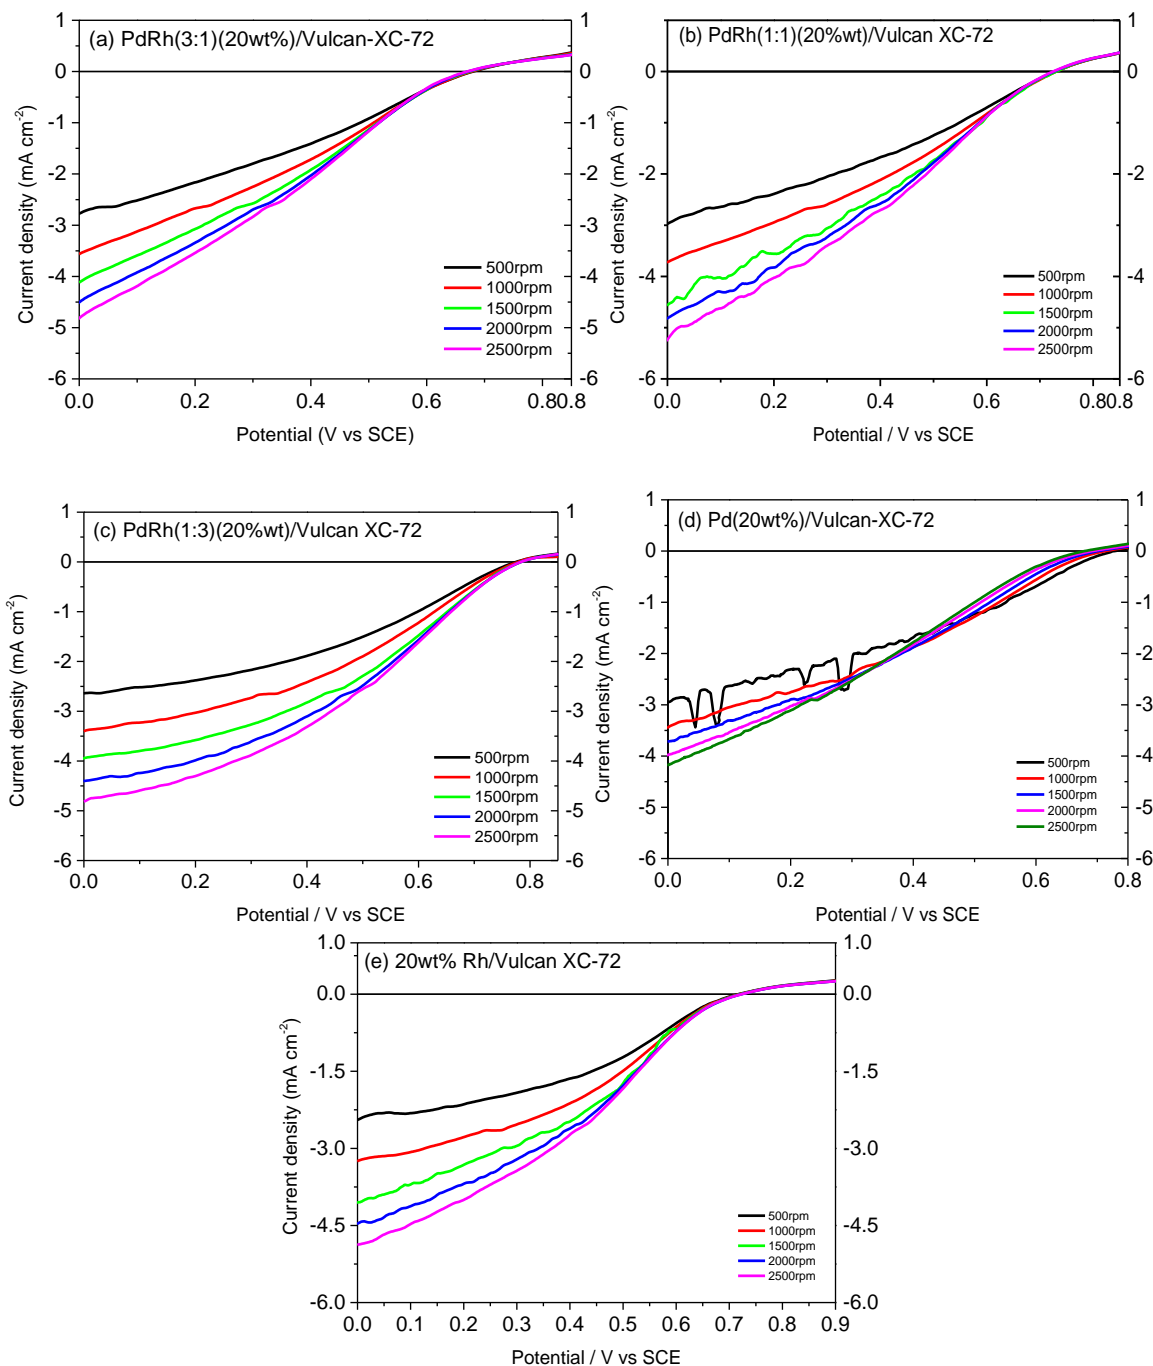 (a) PdRh(3:1)(20wt%)/Vulcan-XC-72
1
0
-1
-2
-3
-4
-5
-6
1
0
-1
-2
-3
-4
-5
-6
Current density (mA cm-2)
500rpm
1000rpm
1500rpm
2000rpm
2500rpm
0.0 0.2 0.4 0.6 0.80.8
Potential (V vs SCE)
(b) PdRh(1:1)(20%wt)/Vulcan XC-72
1
0
-1
-2
-3
-4
-5
-6
1
0
-2
-4
-6
Current density (mA cm-2)
500rpm
1000rpm
1500rpm
2000rpm
2500rpm
0.0 0.2 0.4 0.6 0.80.8
Potential / V vs SCE
(c) PdRh(1:3)(20%wt)/Vulcan XC-72
1
0
-1
-2
-3
-4
-5
-6
1
0
-1
-2
-3
-4
-5
-6
Current density (mA cm-2)
500rpm
1000rpm
1500rpm
2000rpm
2500rpm
0.0 0.2 0.4 0.6 0.8
Potential / V vs SCE
(d) Pd(20wt%)/Vulcan-XC-72
1
0
-1
-2
-3
-4
-5
-6
1
0
-1
-2
-3
-4
-5
-6
Current density (mA cm-2)
500rpm
1000rpm
1500rpm
2000rpm
2500rpm
0.0 0.2 0.4 0.6 0.8
Potential / V vs SCE
(e) 20wt% Rh/Vulcan XC-72
1.0
0.0
-1.5
-3.0
-4.5
-6.0
1.0
0.0
-1.5
-3.0
-4.5
-6.0
Current density (mA cm-2)
500rpm
1000rpm
1500rpm
2000rpm
2500rpm
0.0 0.1 0.2 0.3 0.4 0.5 0.6 0.7 0.8 0.9
Potential / V vs SCE